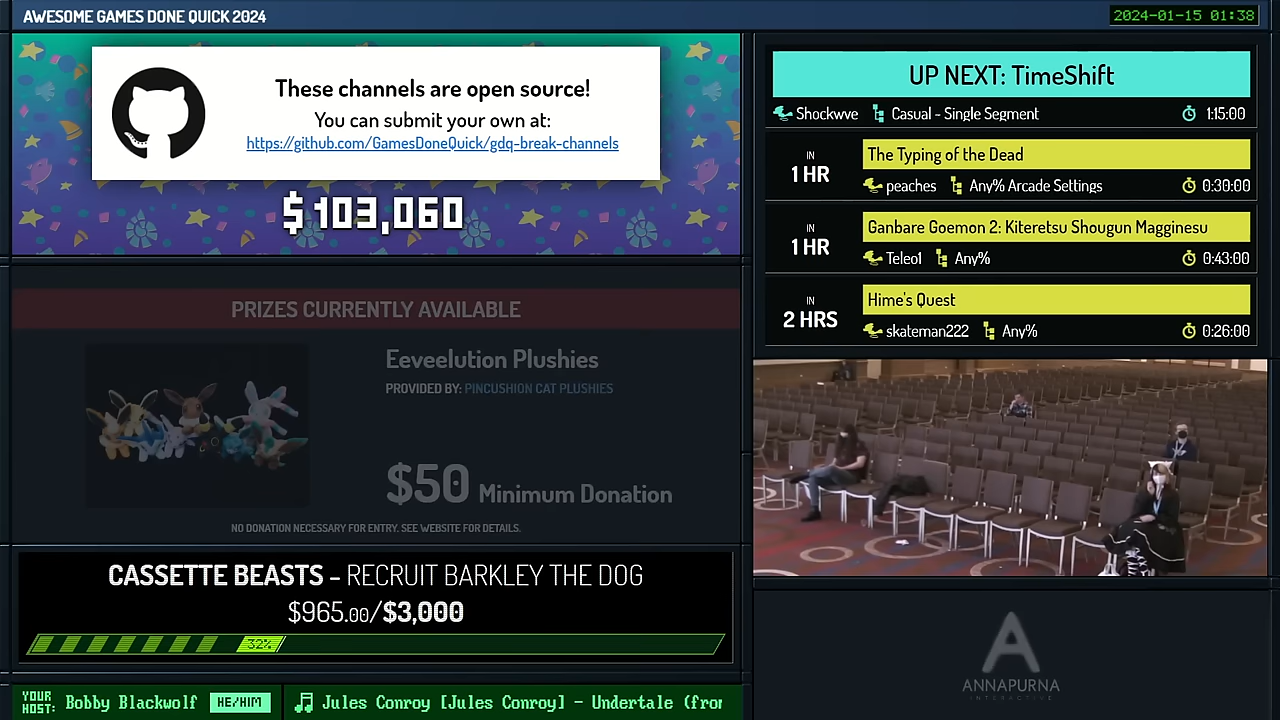 AWESOME GAMES DONE QUICK 2024
2024-01-15 01:38
These channels are open source!
You can submit your own at:
https://github.com/GamesDoneQuick/gdq-break-channels
$103,060
PRIZES CURRENTLY AVAILABLE
Eeveelution Plushies
PROVIDED BY: PINCUSHION CAT PLUSHIES
$50 Minimum Donation
NO DONATION NECESSARY FOR ENTRY. SEE WEBSITE FOR DETAILS.
CASSETTE BEASTS – RECRUIT BARKLEY THE DOG
$965.00/$3,000
32%
YOUR HOST: Bobby Blackwolf HE/HIM
Jules Conroy [Jules Conroy] - Undertale (from
UP NEXT: TimeShift
Shockwve Casual - Single Segment 1:15:00
IN 1 HR
The Typing of the Dead
peaches Any% Arcade Settings 0:30:00
IN 1 HR
Ganbare Goemon 2: Kiteretsu Shougun Magginesu
Teleo1 Any% 0:43:00
IN 2 HRS
Hime's Quest
skateman222 Any% 0:26:00
ANNAPURNA
INTERACTIVE